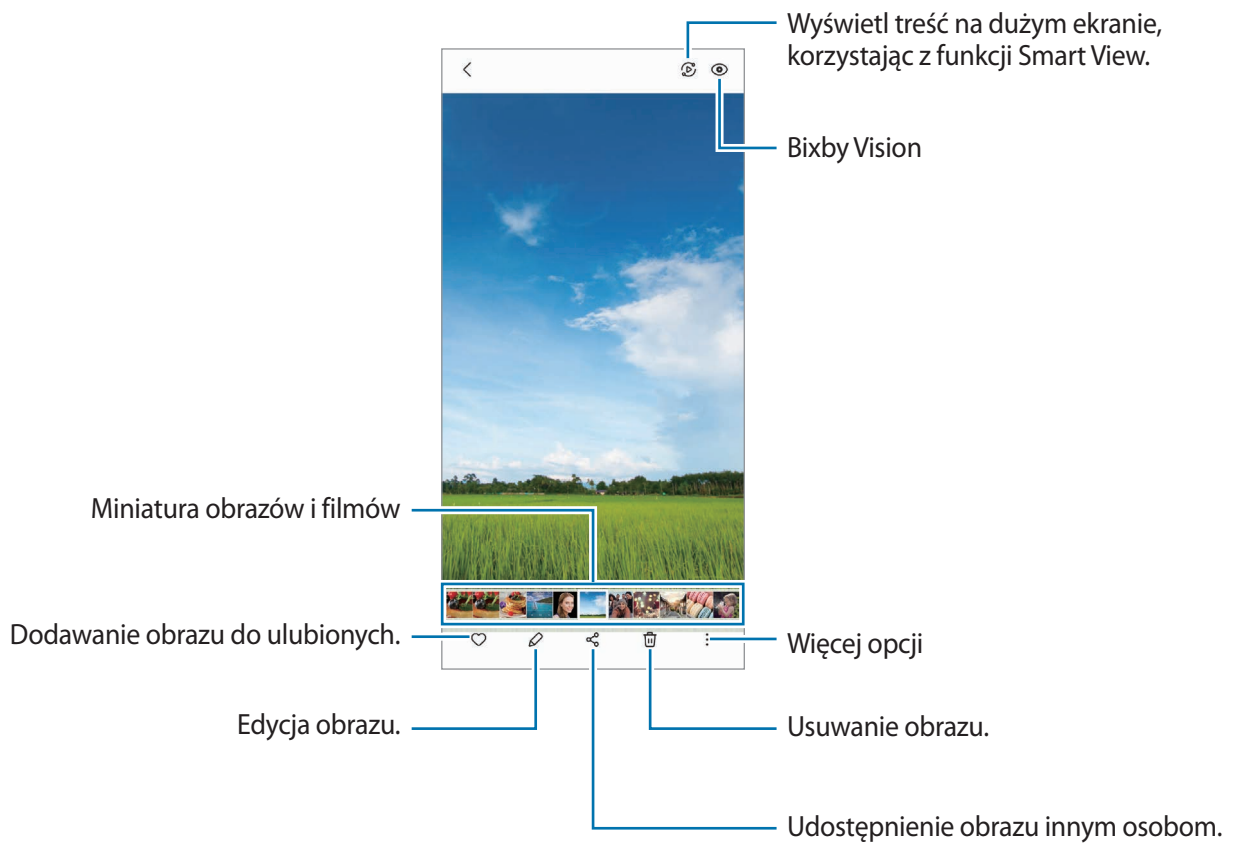 Wyświetl treść na dużym ekranie,
korzystając z funkcji Smart View.
Bixby Vision
Miniatura obrazów i filmów
Dodawanie obrazu do ulubionych.
Więcej opcji
Edycja obrazu.
Usuwanie obrazu.
Udostępnienie obrazu innym osobom.